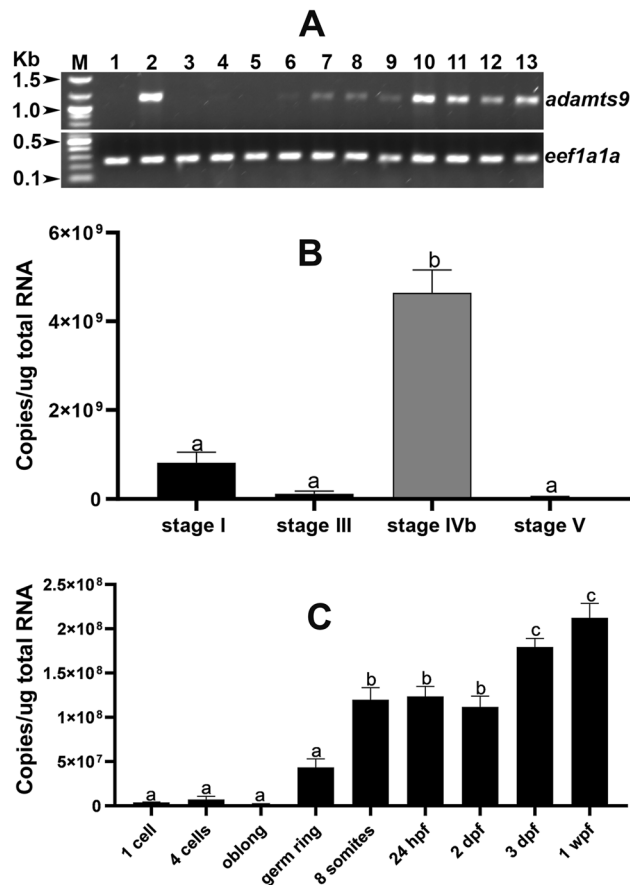 A
Kb M 1 2 3 4 5 6 7 8 9 10 11 12 13
1.5
1.0
adamts9
0.5
0.1
eef1a1a
B
Copies/ug total RNA
6×10⁹
4×10⁹
2×10⁹
0
a
a
b
a
stage I stage III stage IVb stage V
C
Copies/ug total RNA
2.5×10⁸
2×10⁸
1.5×10⁸
1×10⁸
5×10⁷
0
a a a a b b b c c
1 cell 4 cells oblong germ ring 8 somites 24 hpf 2 dpf 3 dpf 1 wpf